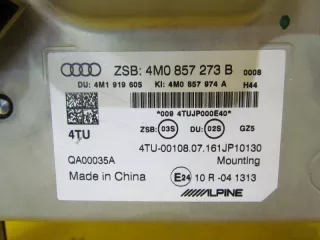 ZSB: 4M0 857 273 B 0008
DU: 4M1 919 605 KI: 4M0 857 974 A H44
*009 4TUJP000E40*
4TU ZSB: 03S DU: 02S GZ5
4TU-00108.07.161JP10130
QA00035A Mounting
Made in China E24 10 R -04 1313
ALPINE